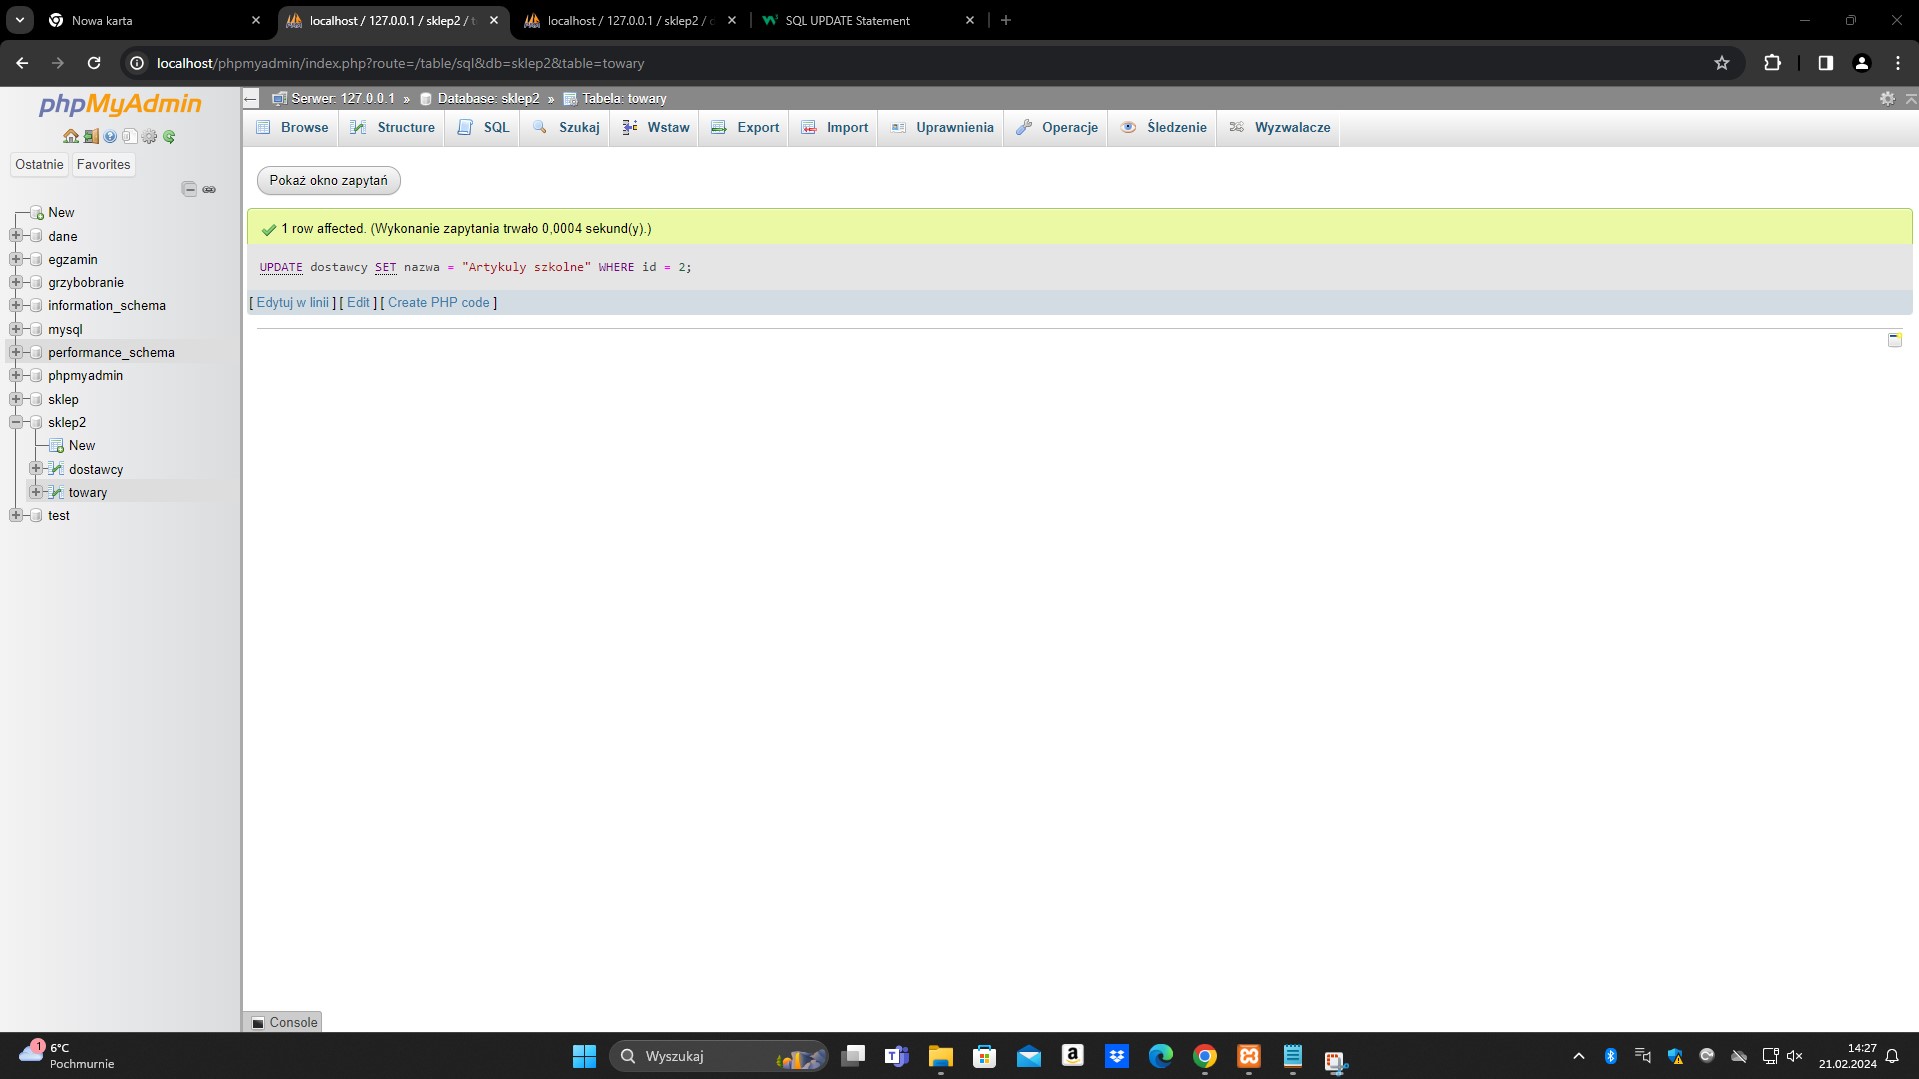 Nowa karta
localhost / 127.0.0.1 / sklep2 / t
localhost / 127.0.0.1 / sklep2 /
SQL UPDATE Statement
localhost/phpmyadmin/index.php?route=/table/sql&db=sklep2&table=towary
phpMyAdmin
Ostatnie
Favorites
New
dane
egzamin
grzybobranie
information_schema
mysql
performance_schema
phpmyadmin
sklep
sklep2
New
dostawcy
towary
test
Serwer: 127.0.0.1 » Database: sklep2 » Tabela: towary
Browse
Structure
SQL
Szukaj
Wstaw
Export
Import
Uprawnienia
Operacje
Śledzenie
Wyzwalacze
Pokaż okno zapytań
1 row affected. (Wykonanie zapytania trwało 0,0004 sekund(y).)
UPDATE dostawcy SET nazwa = "Artykuly szkolne" WHERE id = 2;
[ Edytuj w linii ] [ Edit ] [ Create PHP code ]
Console
1
6°C
Pochmurnie
Wyszukaj
14:27
21.02.2024